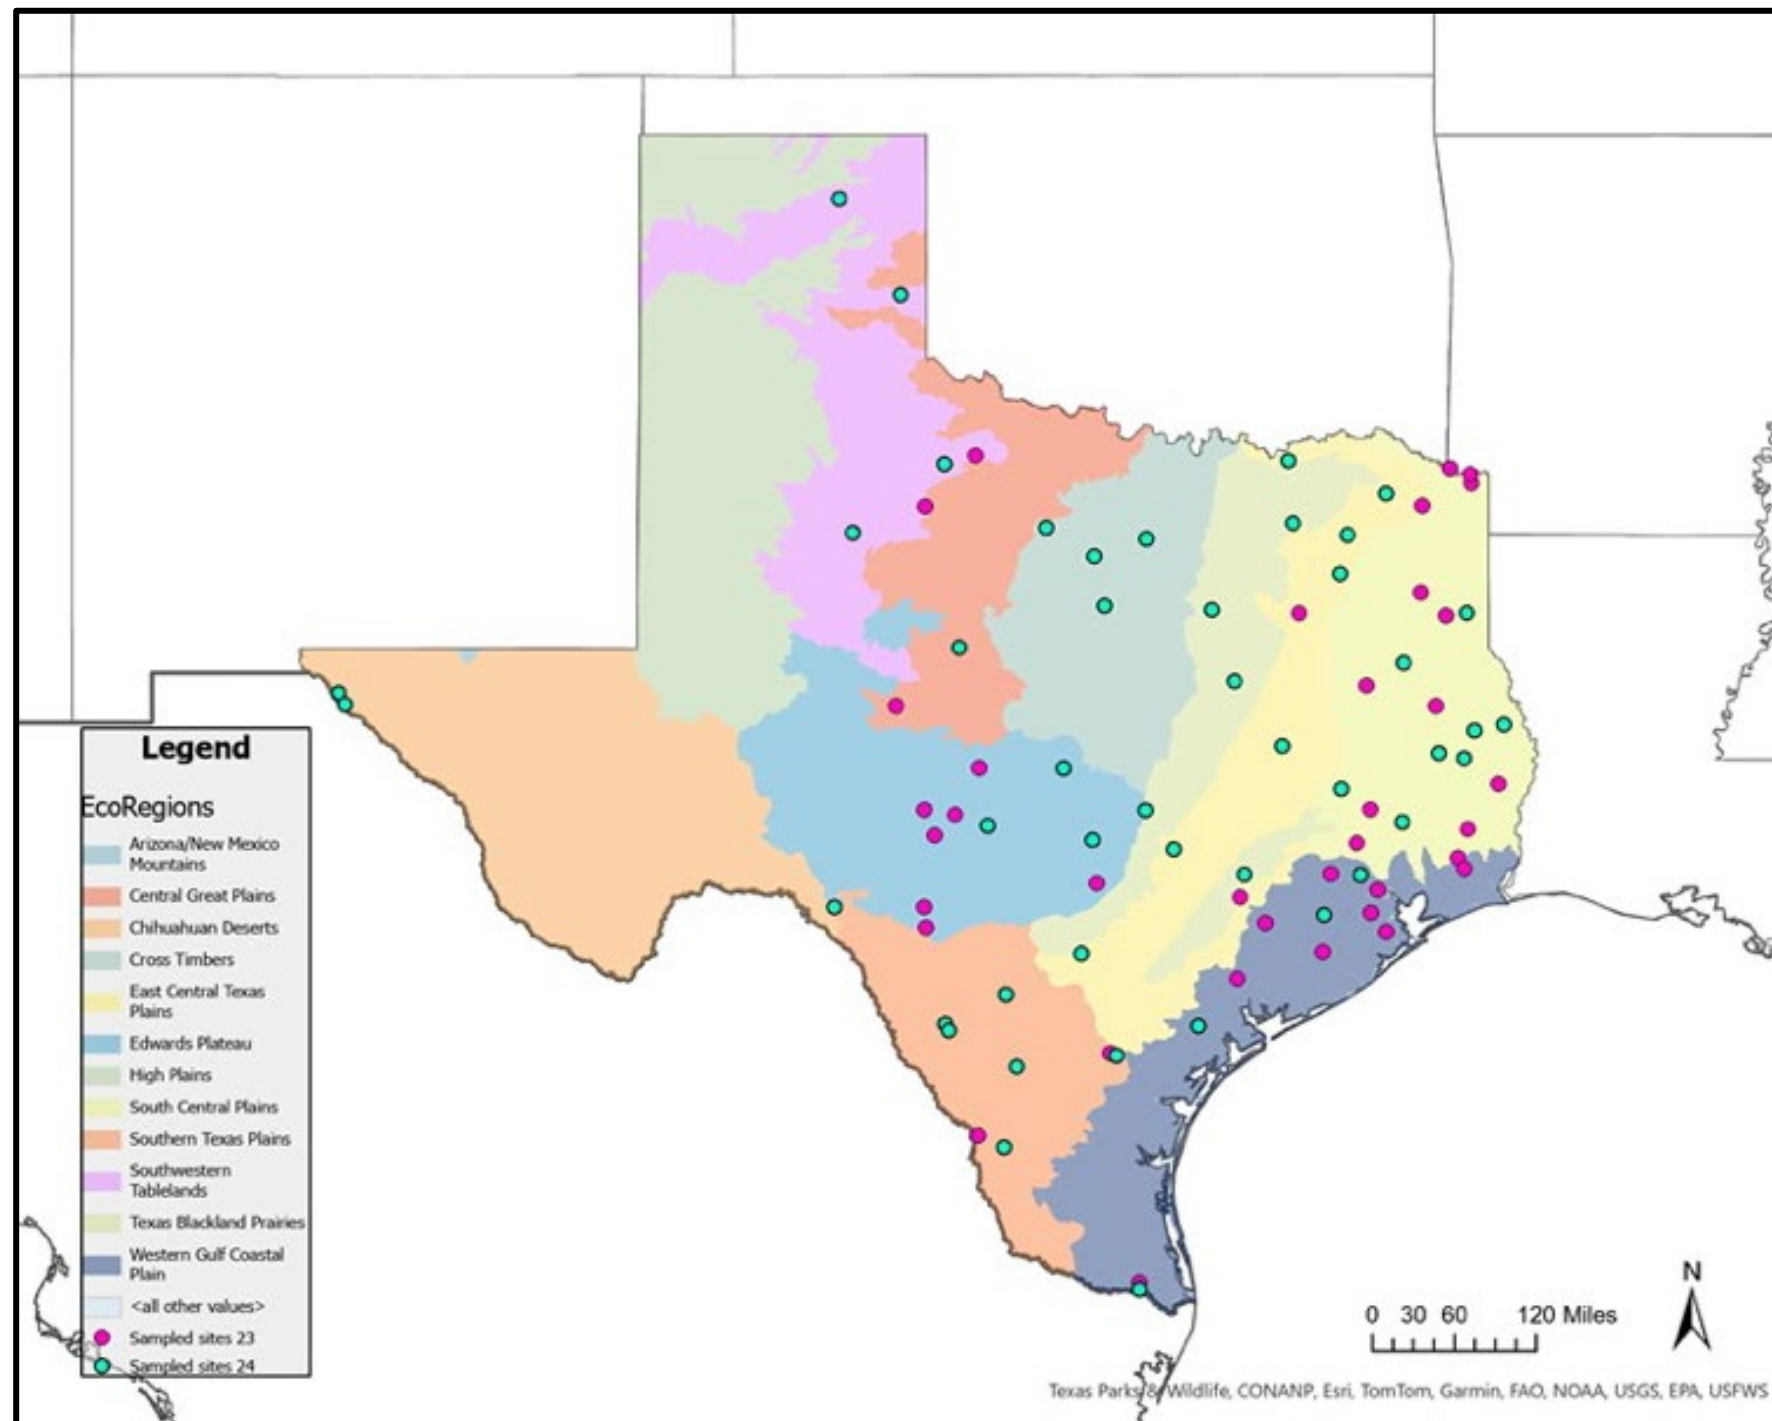 Legend
EcoRegions
Arizona/New Mexico
Mountains
Central Great Plains
Chihuahuan Deserts
Cross Timbers
East Central Texas
Plains
Edwards Plateau
High Plains
South Central Plains
Southern Texas Plains
Southwestern
Tablelands
Texas Blackland Prairies
Western Gulf Coastal
Plain
<all other values>
Sampled sites 23
Sampled sites 24
N
0 30 60 120 Miles
Texas Parks & Wildlife, CONANP, Esri, TomTom, Garmin, FAO, NOAA, USGS, EPA, USFWS